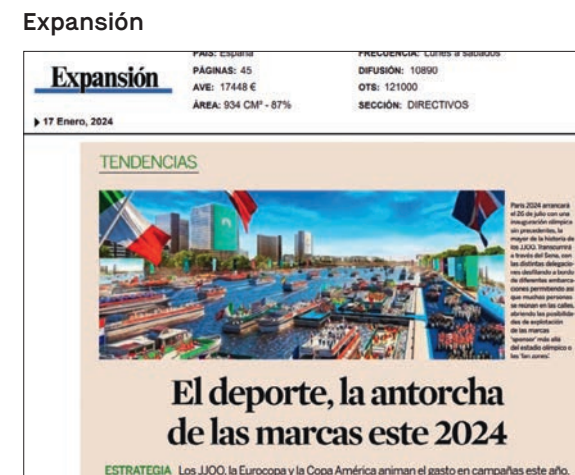 Expansión
PAÍS: España
FRECUENCIA: Lunes a sábados
Expansión
PÁGINAS: 45
DIFUSIÓN: 10890
AVE: 17448 €
OTS: 121000
ÁREA: 934 CM² - 87%
SECCIÓN: DIRECTIVOS
17 Enero, 2024
TENDENCIAS
París 2024 arrancará
el 26 de julio con una
inauguración olímpica
sin precedentes, la
mayor de la historia de
los JJOO. Transcurrirá
a través del Sena, con
las distintas delegacio-
nes desfilando a bordo
de diferentes embarca-
ciones permitiendo así
que muchas personas
se reúnan en las calles,
abriendo las posibilida-
des de explotación
de las marcas
'sponsor' más allá
del estadio olímpico o
las 'fan zones'.
El deporte, la antorcha
de las marcas este 2024
ESTRATEGIA Los JJOO, la Eurocopa y la Copa América animan el gasto en campañas este año.